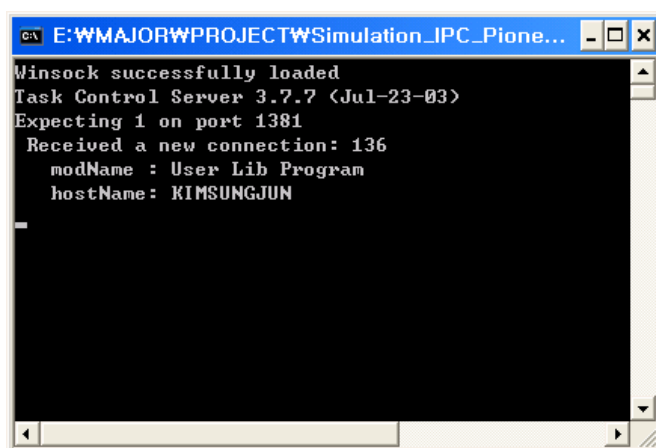 E:₩MAJOR₩PROJECT₩Simulation_IPC_Pione...
Winsock successfully loaded
Task Control Server 3.7.7 (Jul-23-03)
Expecting 1 on port 1381
Received a new connection: 136
modName : User Lib Program
hostName: KIMSUNGJUN